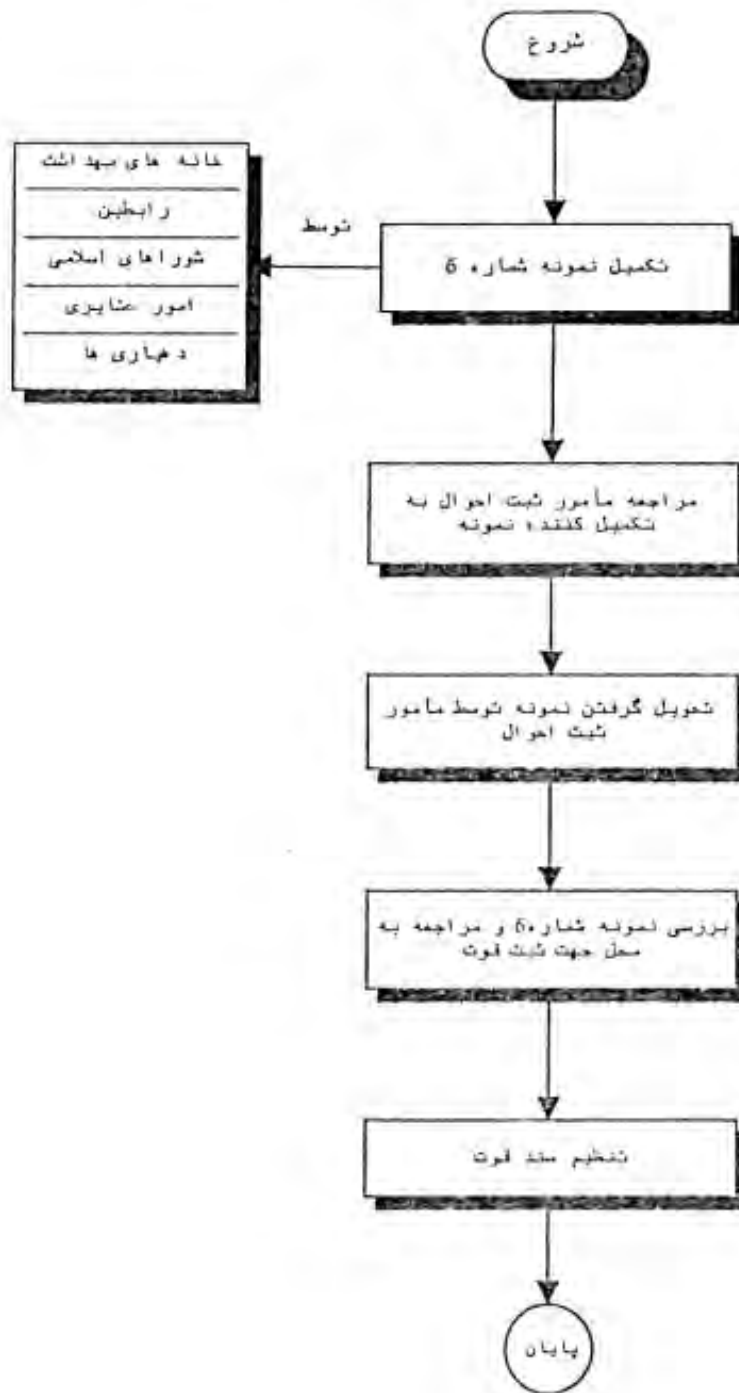 شروع
تکمیل نمونه شماره 6
توسط
خانه های بهداشت
رابطین
شوراهای اسلامی
امور عشایری
دهیاری ها
مراجعه مأمور ثبت احوال به
تکمیل کننده نمونه
تحویل گرفتن نمونه توسط مأمور
ثبت احوال
بررسی نمونه شماره 6 و مراجعه به
محل جهت ثبت فوت
تنظیم سند فوت
پایان